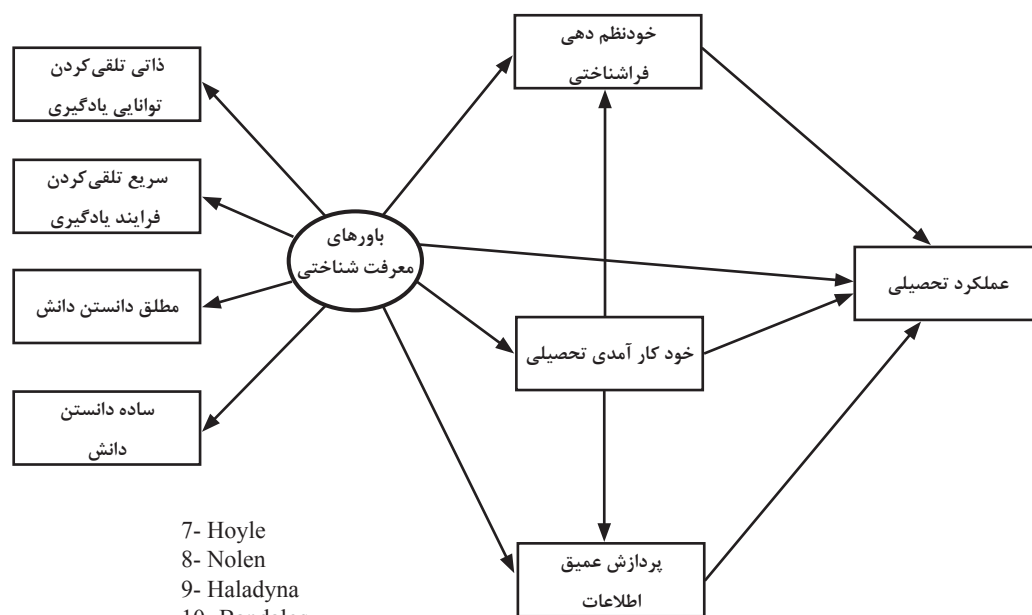 خودنظم دهی
فراشناختی
ذاتی تلقی‌کردن
توانایی یادگیری
سریع تلقی‌کردن
فرایند یادگیری
باورهای
معرفت شناختی
مطلق دانستن دانش
عملکرد تحصیلی
خود کار آمدی تحصیلی
ساده دانستن
دانش
پردازش عمیق
اطلاعات
7- Hoyle
8- Nolen
9- Haladyna